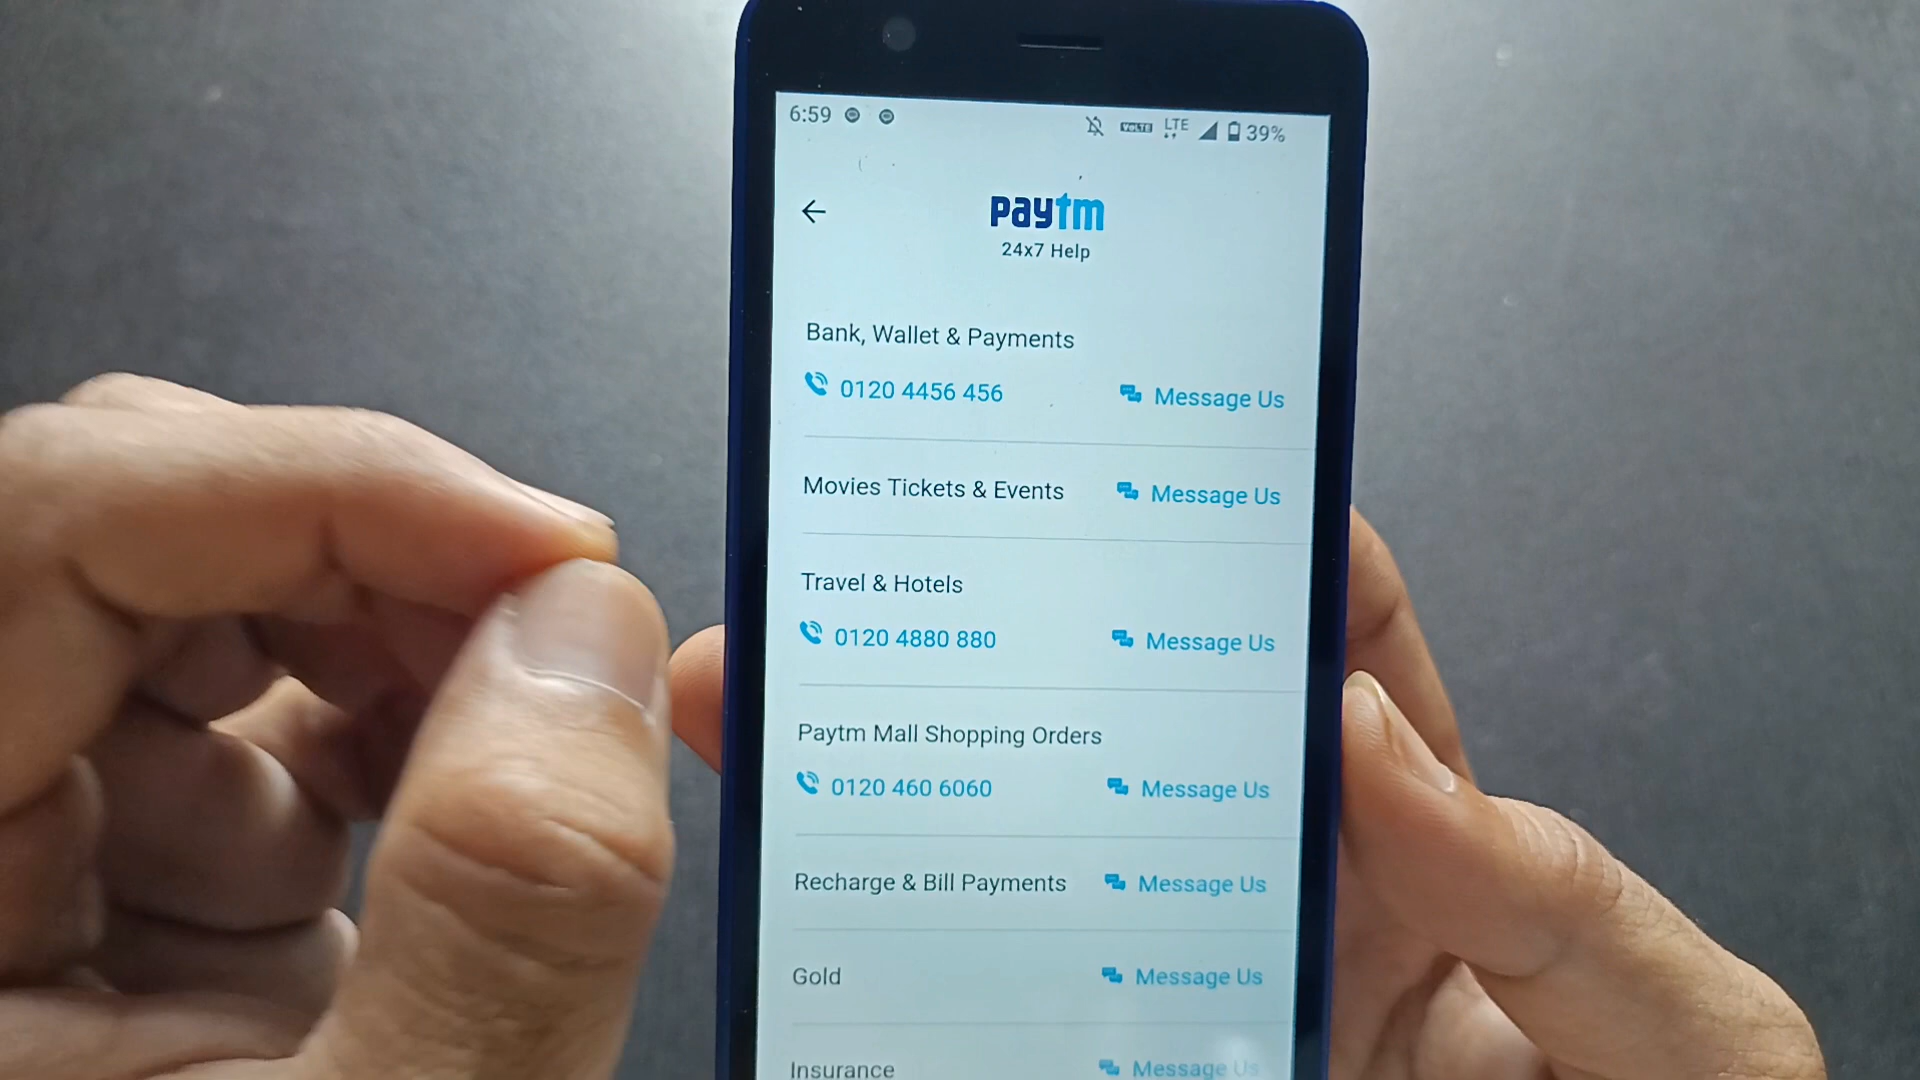 6:59 VoLTE LTE 39%
paytm
24x7 Help
Bank, Wallet & Payments
0120 4456 456 Message Us
Movies Tickets & Events Message Us
Travel & Hotels
0120 4880 880 Message Us
Paytm Mall Shopping Orders
0120 460 6060 Message Us
Recharge & Bill Payments Message Us
Gold Message Us
Insurance Message Us